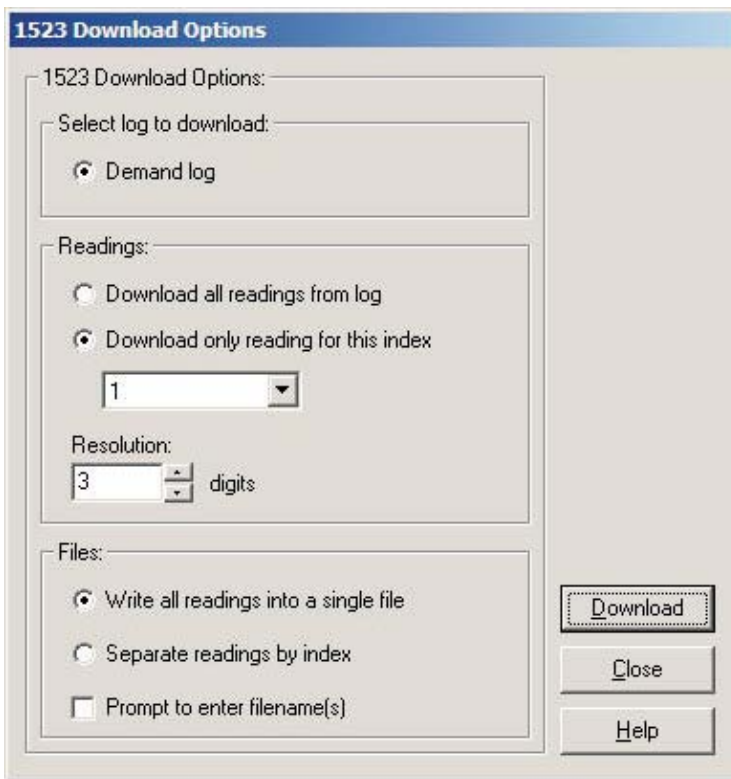 1523 Download Options
1523 Download Options:
Select log to download:
Demand log
Readings:
Download all readings from log
Download only reading for this index
1
Resolution:
3 digits
Files:
Write all readings into a single file
Separate readings by index
Prompt to enter filename(s)
Download
Close
Help